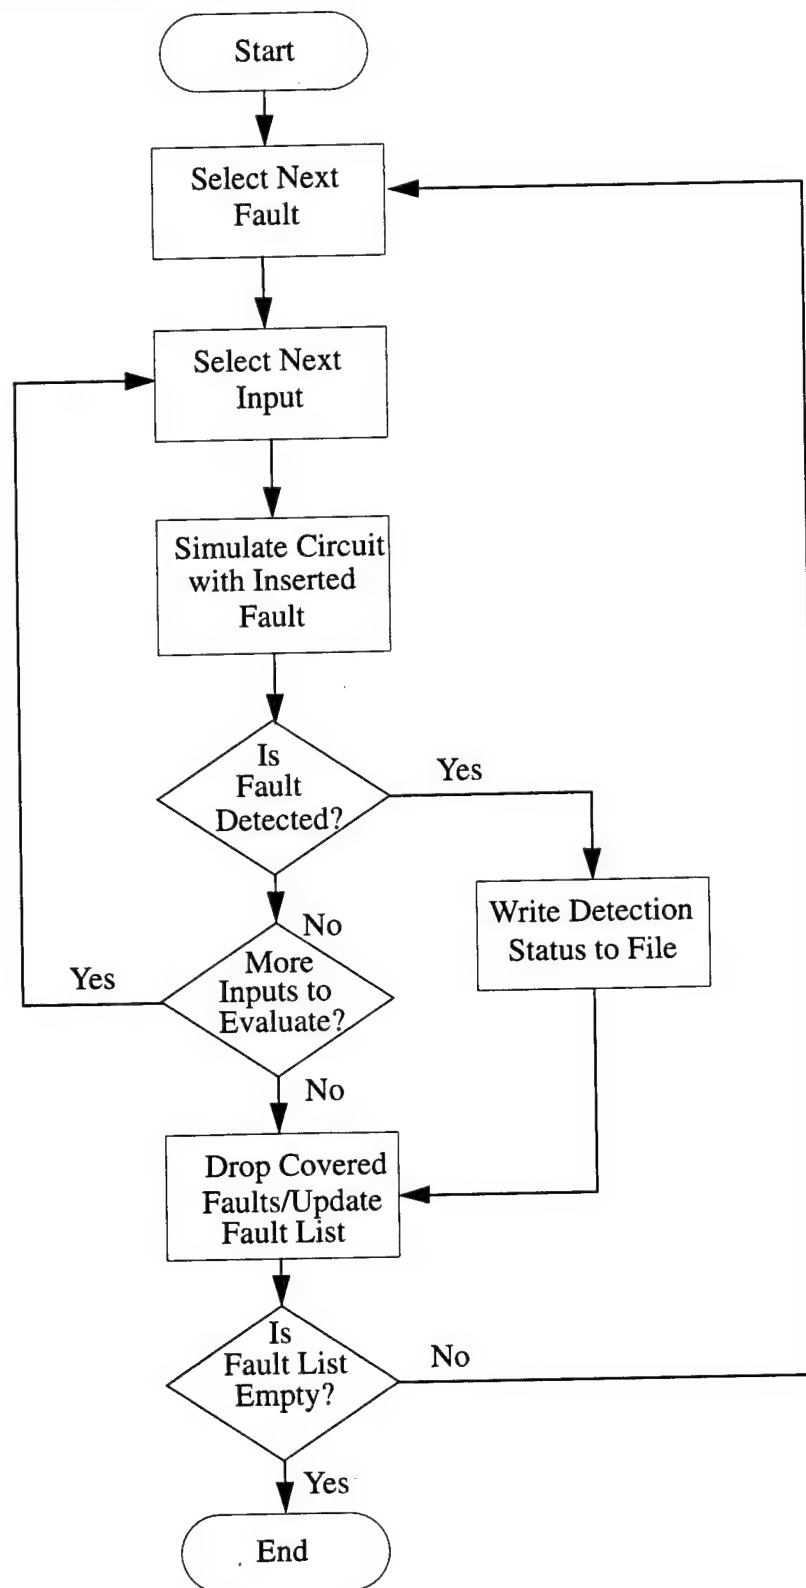 Start
Select Next
Fault
Select Next
Input
Simulate Circuit
with Inserted
Fault
Is
Fault
Detected?
Yes
No
Write Detection
Status to File
More
Inputs to
Evaluate?
Yes
No
Drop Covered
Faults/Update
Fault List
Is
Fault List
Empty?
No
Yes
End